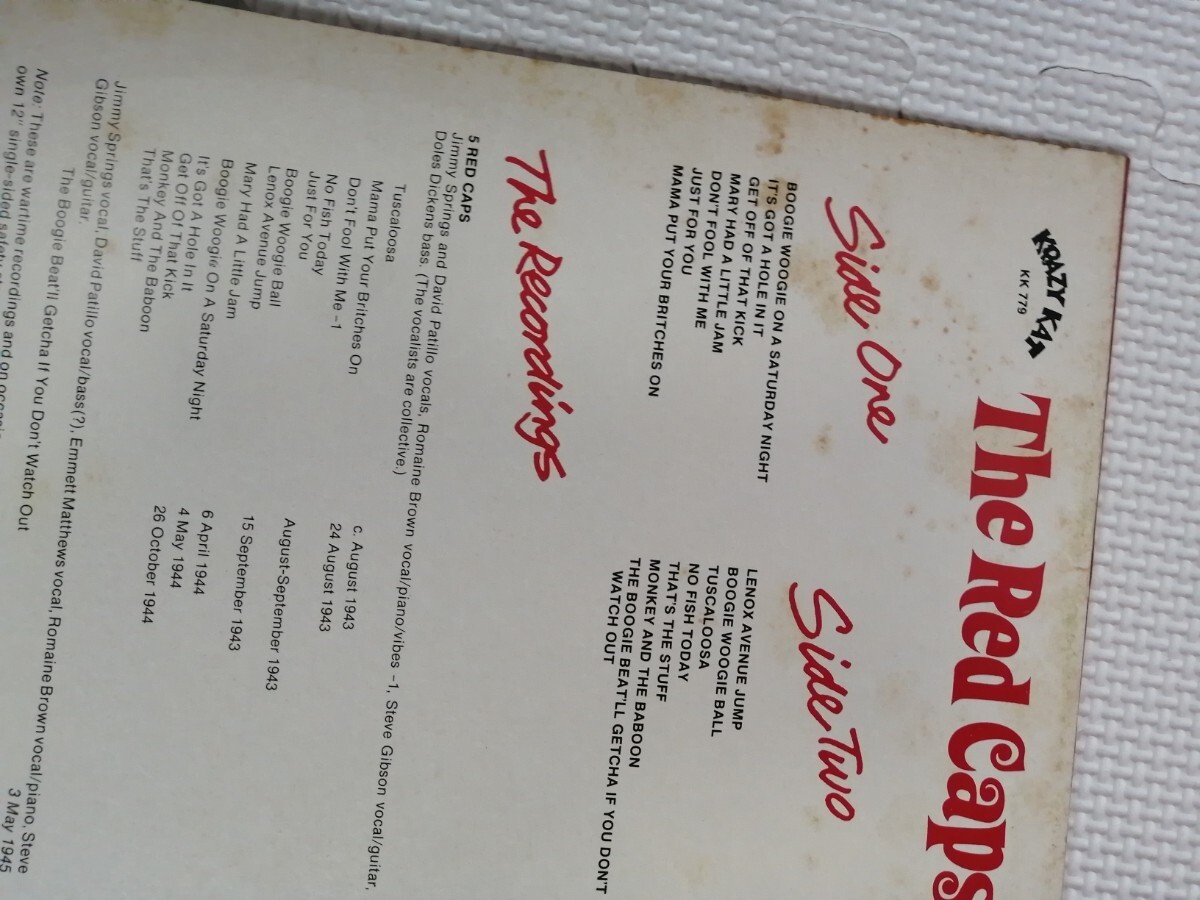 KRAZY KAT
KK 779
The Red Caps
Side One
BOOGIE WOOGIE ON A SATURDAY NIGHT
IT'S GOT A HOLE IN IT
GET OFF OF THAT KICK
MARY HAD A LITTLE JAM
DON'T FOOL WITH ME
JUST FOR YOU
MAMA PUT YOUR BRITCHES ON
Side Two
LENOX AVENUE JUMP
BOOGIE WOOGIE BALL
TUSCALOOSA
NO FISH TODAY
THAT'S THE STUFF
MONKEY AND THE BABOON
THE BOOGIE BEAT'LL GETCHA IF YOU DON'T
WATCH OUT
The Recordings
5 RED CAPS
Jimmy Springs and David Patillo vocals, Romaine Brown vocal/piano/vibes -1, Steve Gibson vocal/guitar,
Doles Dickens bass. (The vocalists are collective.)
Tuscaloosa
Mama Put Your Britches On
Don't Fool With Me -1 c. August 1943
No Fish Today 24 August 1943
Just For You
Boogie Woogie Ball August-September 1943
Lenox Avenue Jump
Mary Had A Little Jam 15 September 1943
Boogie Woogie On A Saturday Night
It's Got A Hole In It 6 April 1944
Get Off Of That Kick 4 May 1944
Monkey And The Baboon 26 October 1944
That's The Stuff
Jimmy Springs vocal, David Patillo vocal/bass(?), Emmett Matthews vocal, Romaine Brown vocal/piano, Steve
Gibson vocal/guitar.
The Boogie Beat'll Getcha If You Don't Watch Out 3 May 1945
Note: These are wartime recordings and on
own 12" single-sided